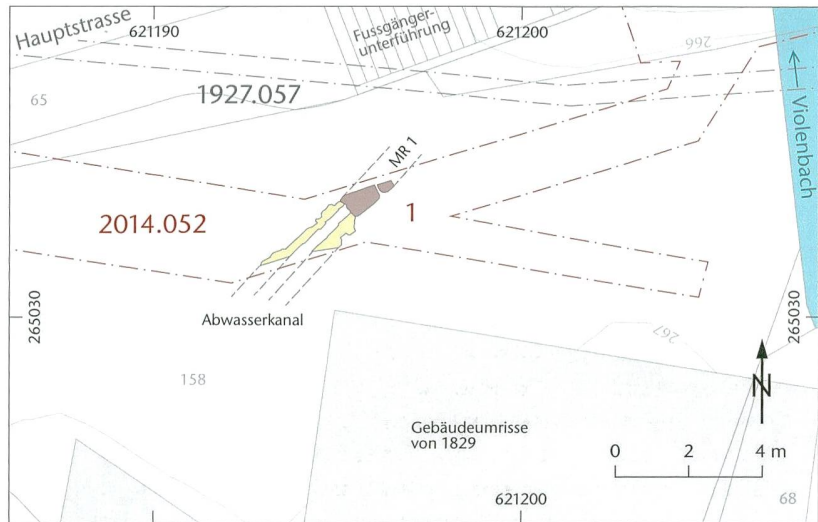 Hauptstrasse
621190
Fussgänger-
unterführung
621200
266
65
1927.057
Violenbach
MR 1
2014.052
1
265030
Abwasserkanal
265030
267
158
N
Gebäudeumrisse
von 1829
0 2 4 m
621200
68